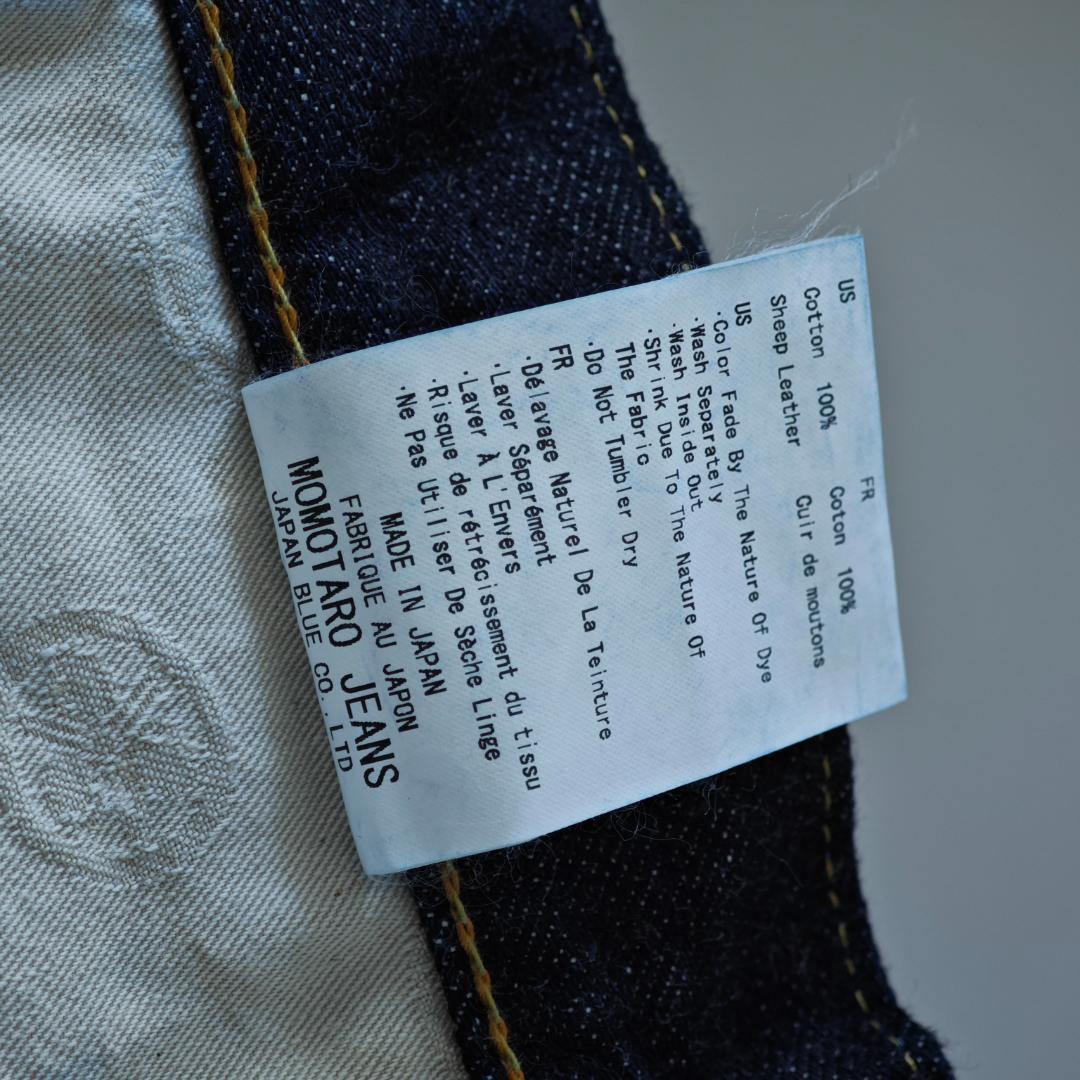 US FR
Cotton 100% Coton 100%
Sheep Leather Cuir de moutons
US
·Color Fade By The Nature Of Dye
·Wash Separately
·Wash Inside Out
·Shrink Due To The Nature Of
The Fabric
·Do Not Tumbler Dry
FR
·Délavage Naturel De La Teinture
·Laver Séparément
·Laver À L'Envers
·Risque de rétrécissement du tissu
·Ne Pas Utiliser De Sèche Linge
MADE IN JAPAN
FABRIQUE AU JAPON
MOMOTARO JEANS
JAPAN BLUE CO.,LTD